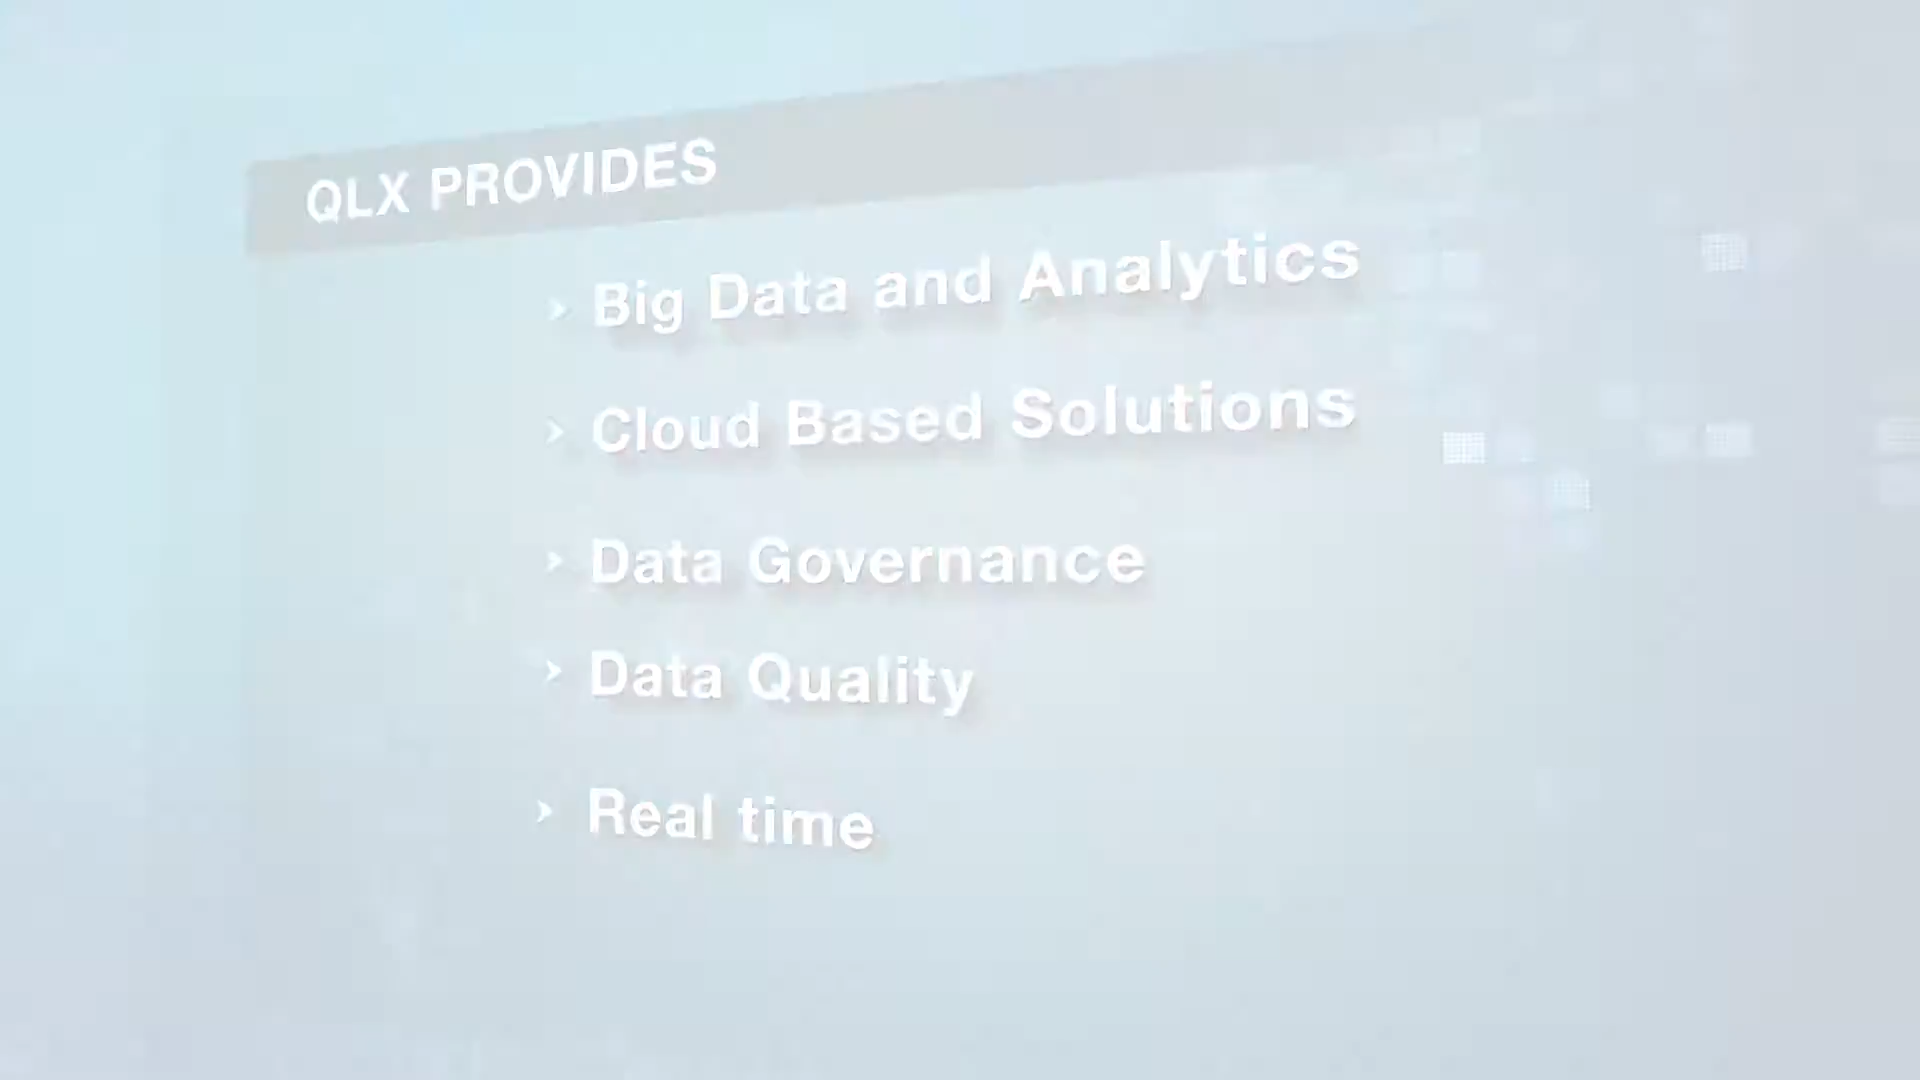 QLX PROVIDES
Big Data and Analytics
Cloud Based Solutions
Data Governance
Data Quality
Real time